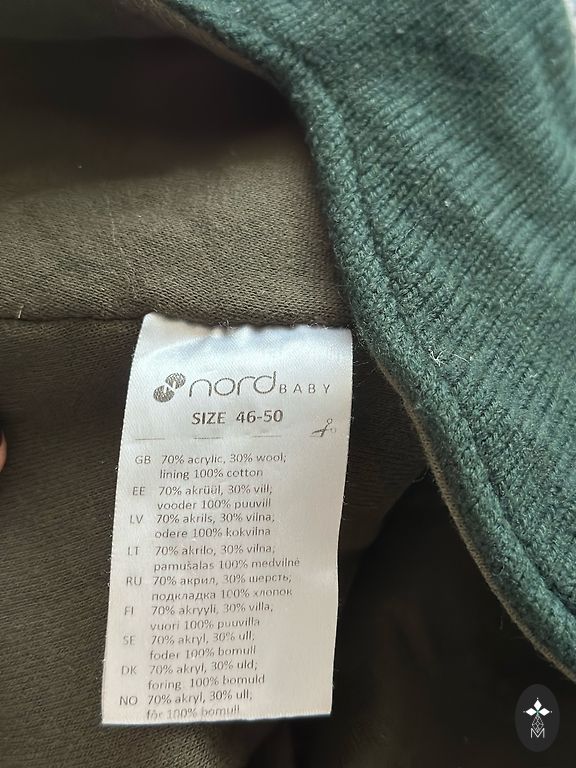 nord BABY
SIZE 46-50
GB 70% acrylic, 30% wool;
lining 100% cotton
EE 70% akrüül, 30% vill;
vooder 100% puuvill
LV 70% akrils, 30% vilna;
odere 100% kokvilna
LT 70% akrilo, 30% vilna;
pamušalas 100% medvilnė
RU 70% акрил, 30% шерсть;
подкладка 100% хлопок
FI 70% akryyli, 30% villa;
vuori 100% puuvilla
SE 70% akryl, 30% ull;
foder 100% bomull
DK 70% akryl, 30% uld;
foring 100% bomuld
NO 70% akryl, 30% ull;
fôr 100% bomull
M